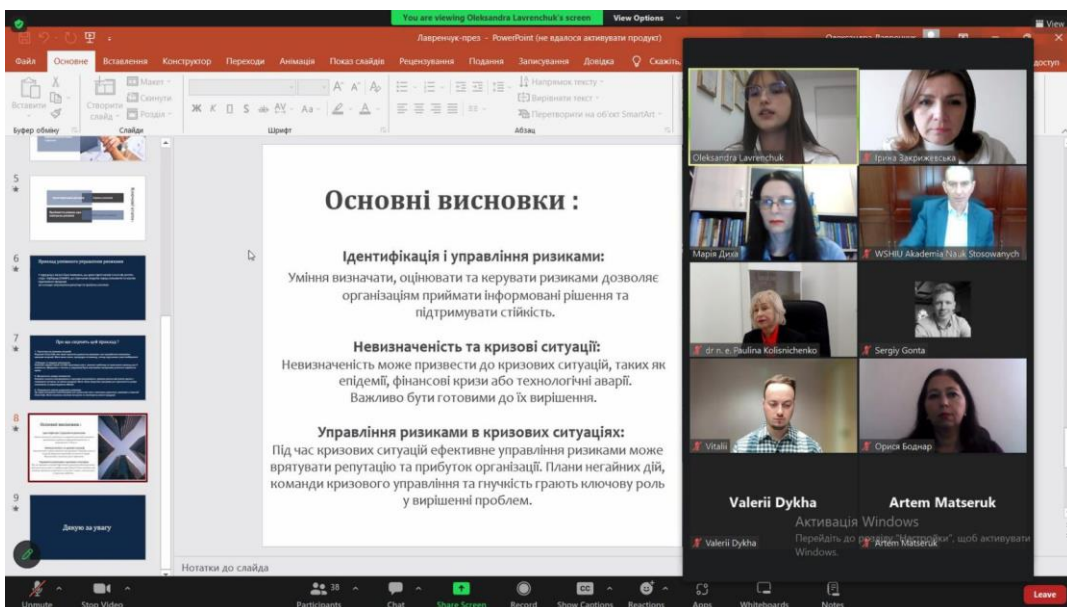 You are viewing Oleksandra Lavrenchuk's screen
View Options
View
Лавренчук-през - PowerPoint (не вдалося активувати продукт)
Файл
Основне
Вставлення
Конструктор
Переходи
Анімація
Показ слайдів
Рецензування
Подання
Записування
Довідка
Скажіть,
доступ
Вставити
Створити
слайд
Макет
Скинути
Розділ
Напрямок тексту
Вирівняти текст
Перетворити на об'єкт SmartArt
Буфер обміну
Слайди
Шрифт
Абзац
5
6
7
8
9
Дякую за увагу
Основні висновки :
Ідентифікація і управління ризиками:
Уміння визначати, оцінювати та керувати ризиками дозволяє
організаціям приймати інформовані рішення та
підтримувати стійкість.
Невизначеність та кризові ситуації:
Невизначеність може призвести до кризових ситуацій, таких як
епідемії, фінансові кризи або технологічні аварії.
Важливо бути готовими до їх вирішення.
Управління ризиками в кризових ситуаціях:
Під час кризових ситуацій ефективне управління ризиками може
врятувати репутацію та прибуток організації. Плани негайних дій,
команди кризового управління та гнучкість грають ключову роль
у вирішенні проблем.
Нотатки до слайда
Oleksandra Lavrenchuk
Ірина Закрижевська
Марія Диха
WSHIU Akademia Nauk Stosowanych
dr n. e. Paulina Kolisnichenko
Sergiy Gonta
Vitalii
Орися Боднар
Valerii Dykha
Artem Matseruk
Valerii Dykha
Artem Matseruk
Активація Windows
Перейдіть до розділу "Настройки", щоб активувати
Windows.
Unmute
Stop Video
Participants
38
Chat
Share Screen
Record
Show Captions
Reactions
Apps
Whiteboards
Notes
Leave